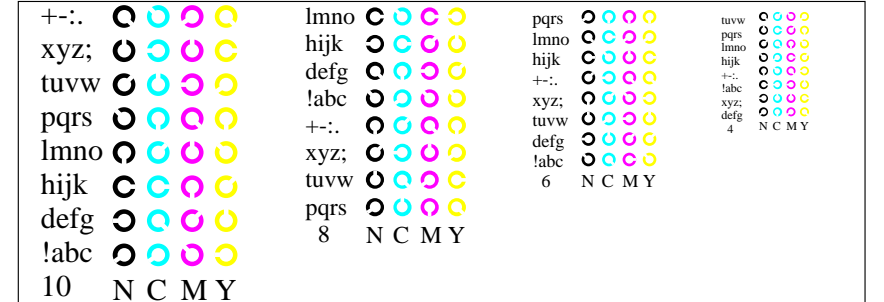 +-:.
xyz;
tuvw
pqrs
lmno
hijk
defg
!abc
10 N C M Y
lmno
hijk
defg
!abc
+-:.
xyz;
tuvw
pqrs
8 N C M Y
pqrs
lmno
hijk
+-:.
xyz;
tuvw
defg
!abc
6 N C M Y
tuvw
pqrs
lmno
hijk
+-:.
!abc
xyz;
defg
4 N C M Y